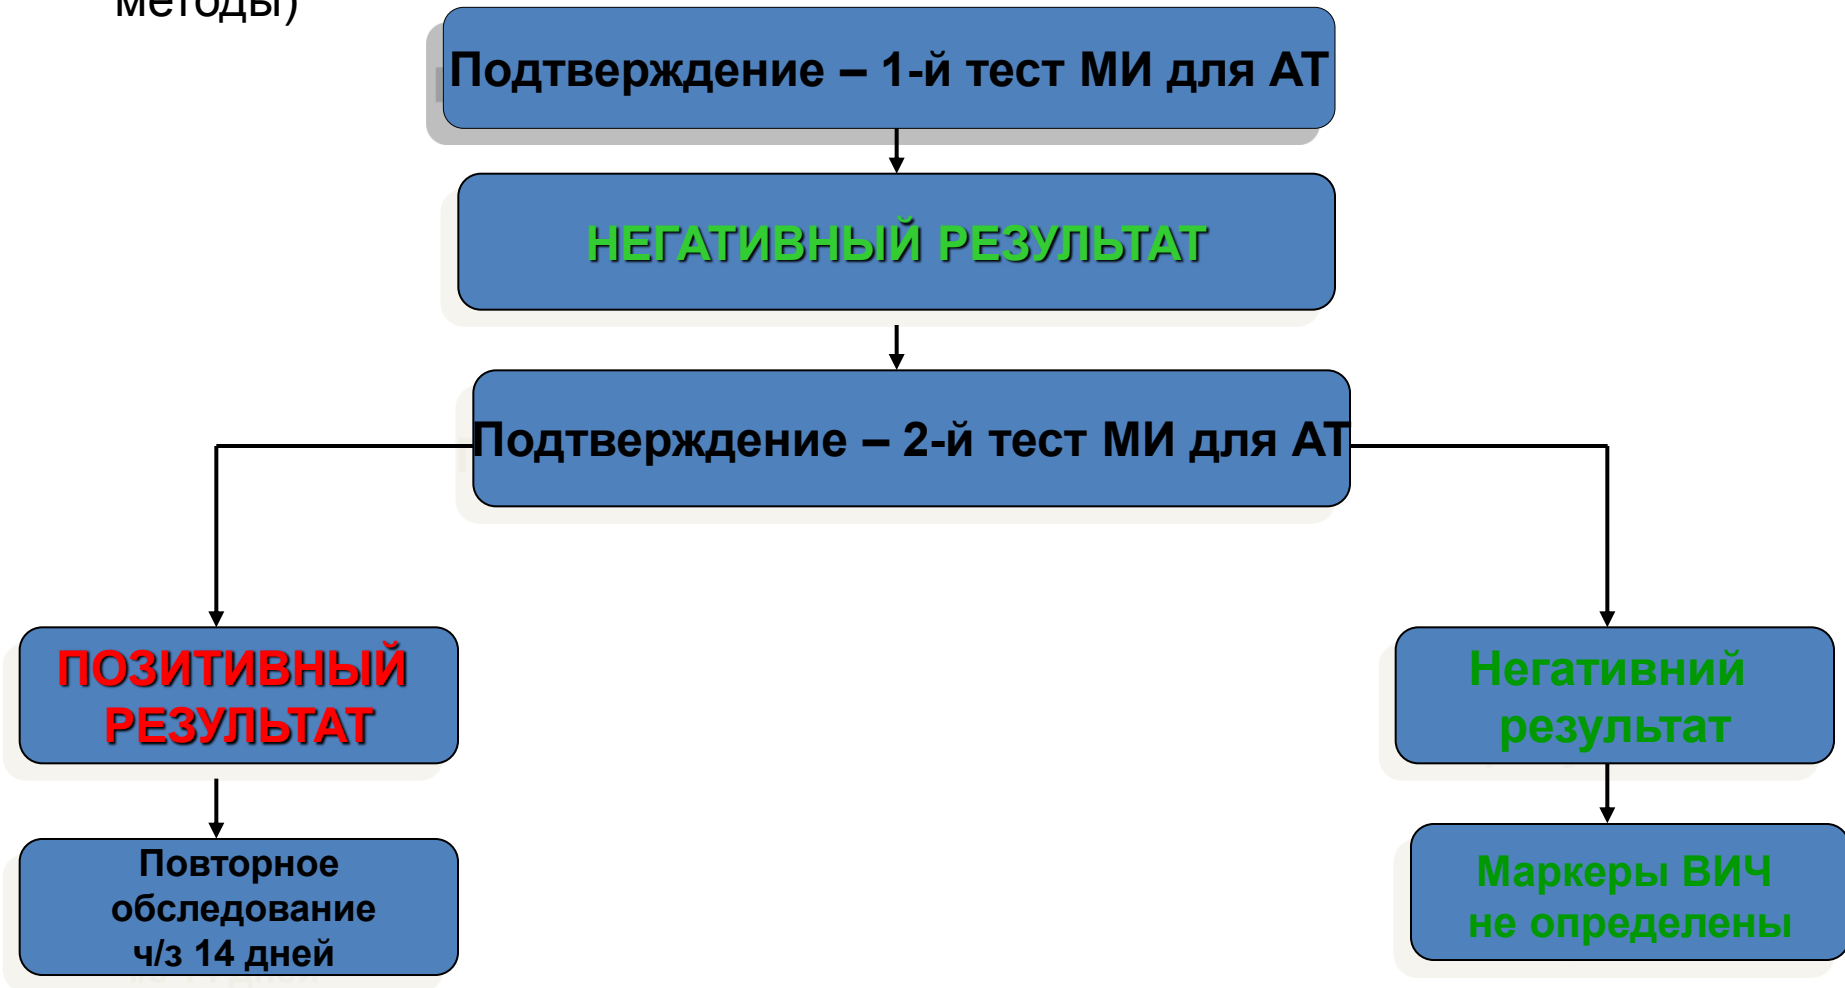 методы)
Подтверждение – 1-й тест МИ для АТ
НЕГАТИВНЫЙ РЕЗУЛЬТАТ
Подтверждение – 2-й тест МИ для АТ
ПОЗИТИВНЫЙ
РЕЗУЛЬТАТ
Негативний
результат
Повторное
обследование
ч/з 14 дней
Маркеры ВИЧ
не определены